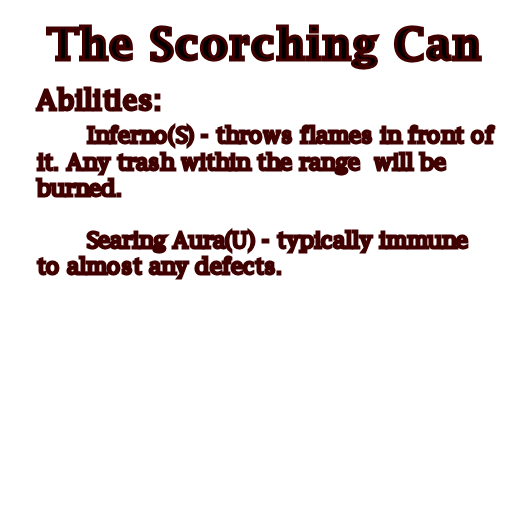 The Scorching Can
Abilities:
Inferno(S) - throws flames in front of
it. Any trash within the range  will be
burned.
Searing Aura(U) - typically immune
to almost any defects.